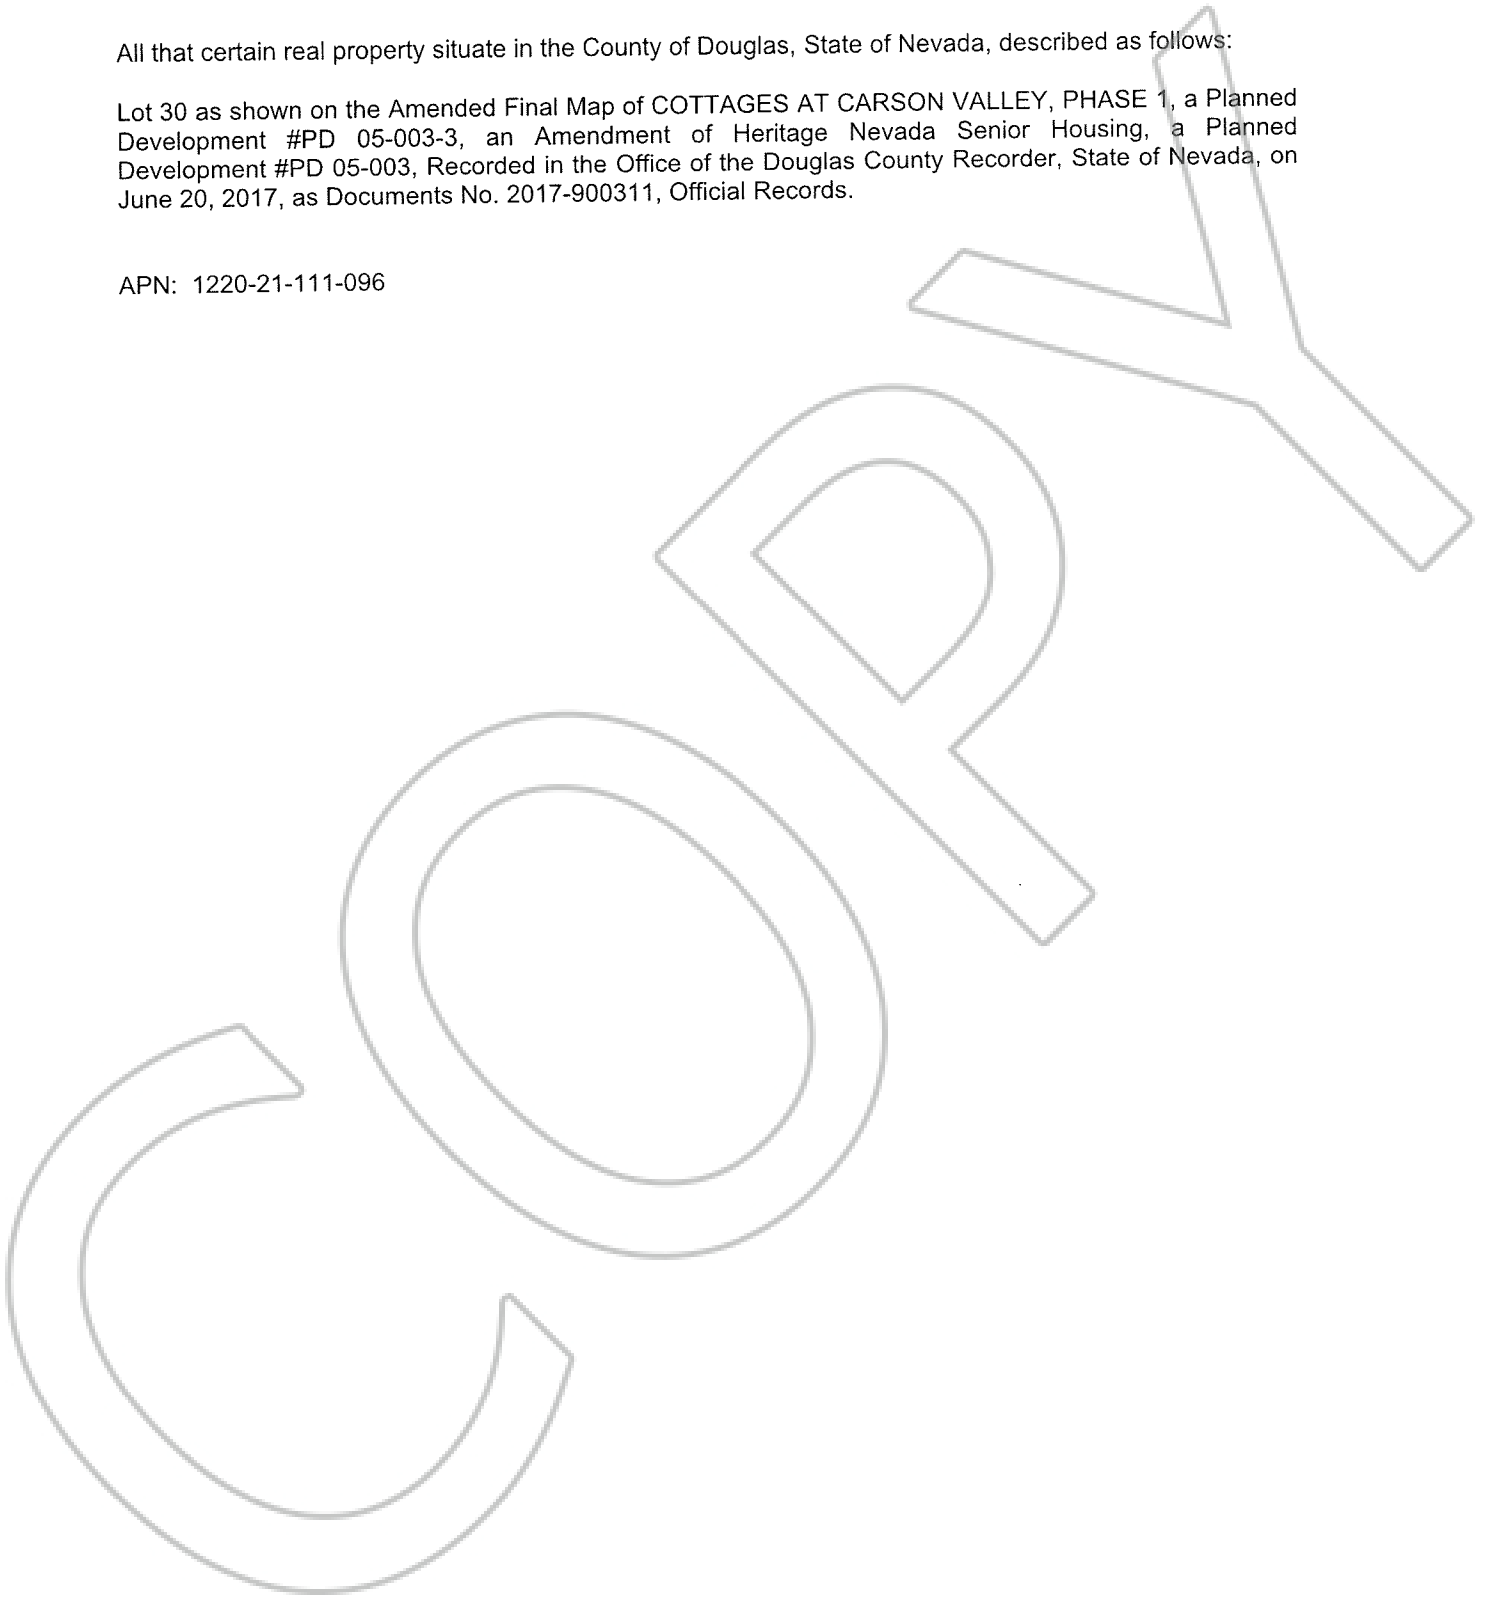 All that certain real property situate in the County of Douglas, State of Nevada, described as follows:
Lot 30 as shown on the Amended Final Map of COTTAGES AT CARSON VALLEY, PHASE 1, a Planned
Development #PD 05-003-3, an Amendment of Heritage Nevada Senior Housing, a Planned
Development #PD 05-003, Recorded in the Office of the Douglas County Recorder, State of Nevada, on
June 20, 2017, as Documents No. 2017-900311, Official Records.
APN: 1220-21-111-096
COPY